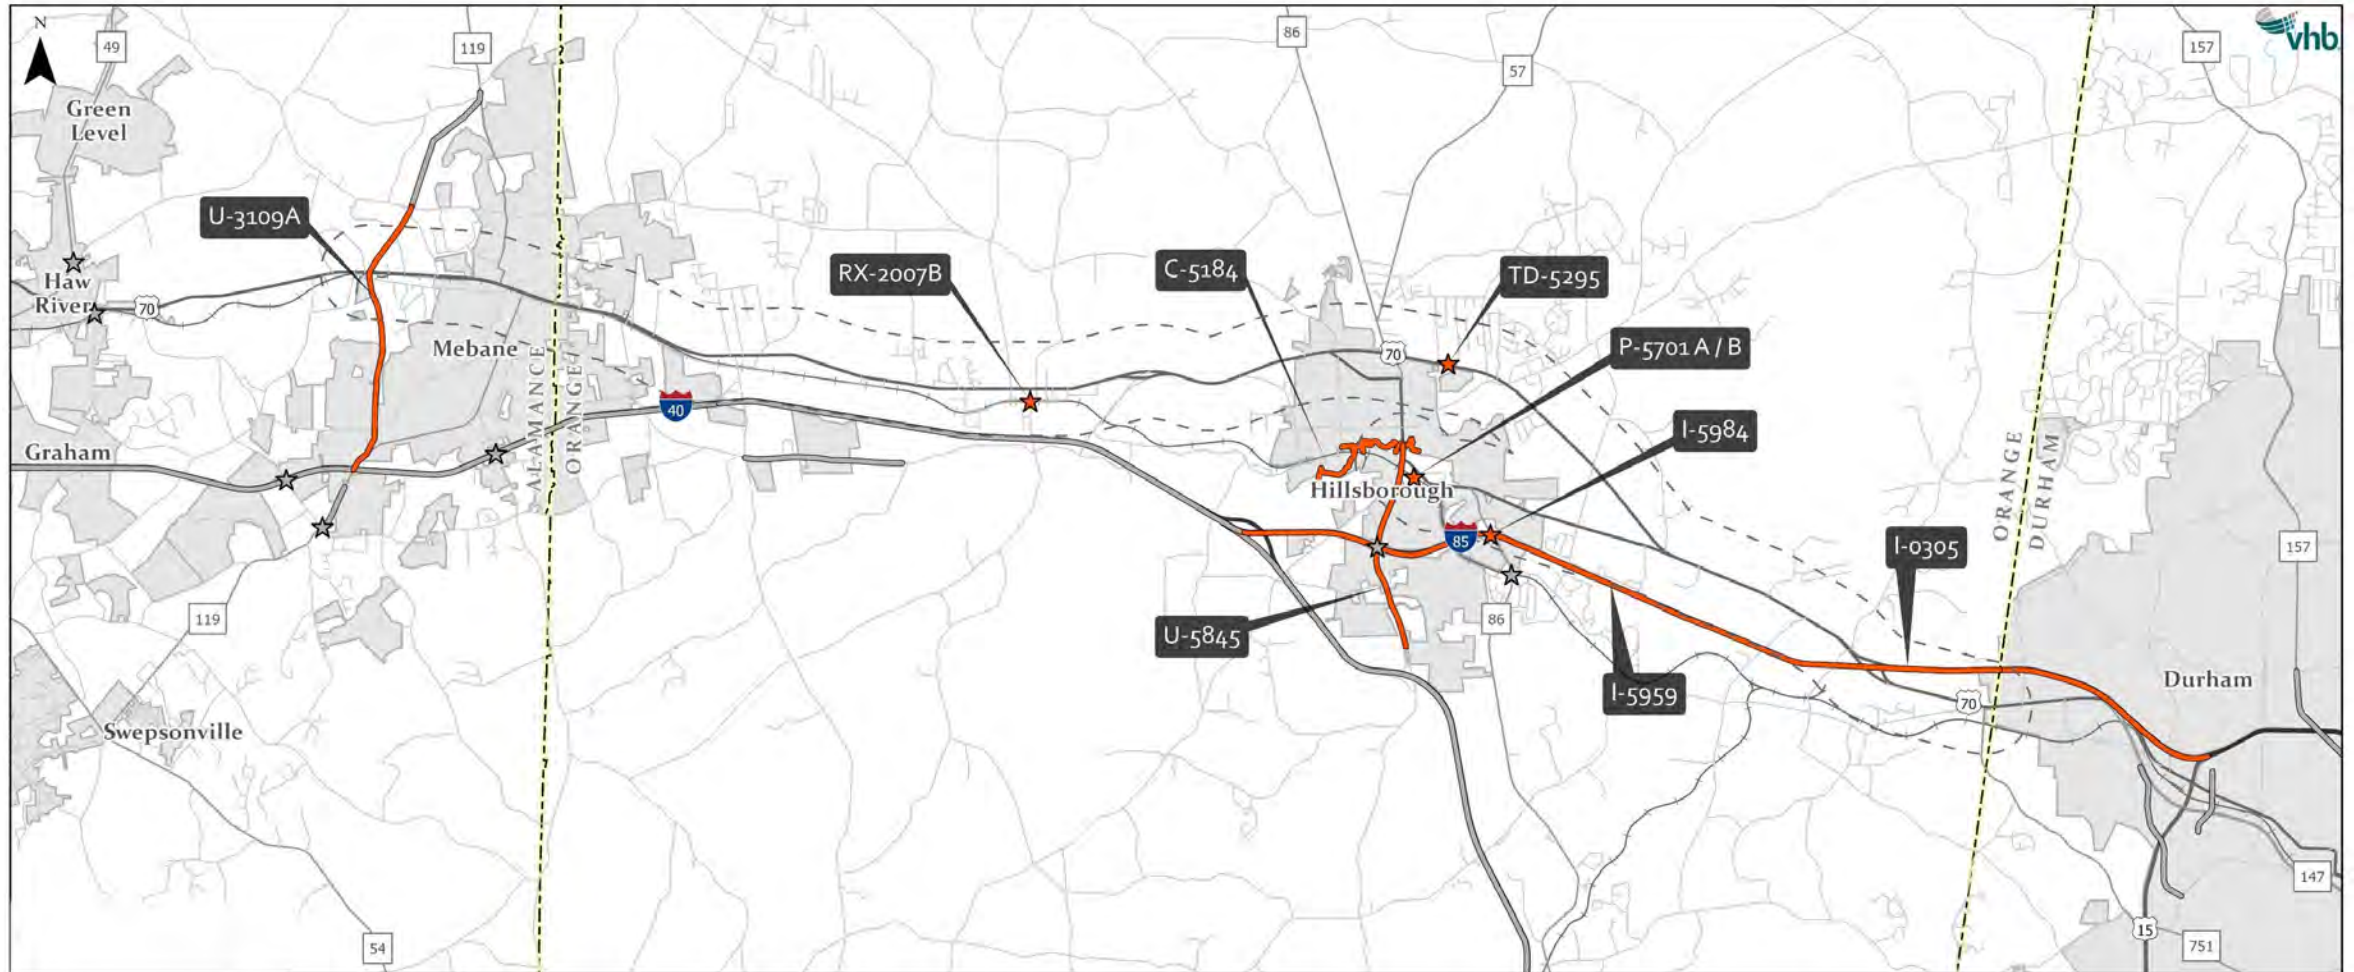 N
49
119
86
57
157
vhb
Green
Level
U-3109A
RX-2007B
C-5184
TD-5295
Haw
River
70
Mebane
70
P-5701 A / B
ALAMANCE
ORANGE
40
I-5984
Graham
Hillsborough
85
ORANGE
DURHAM
I-0305
157
119
U-5845
86
I-5959
Durham
70
Swepsonville
54
15
751
147